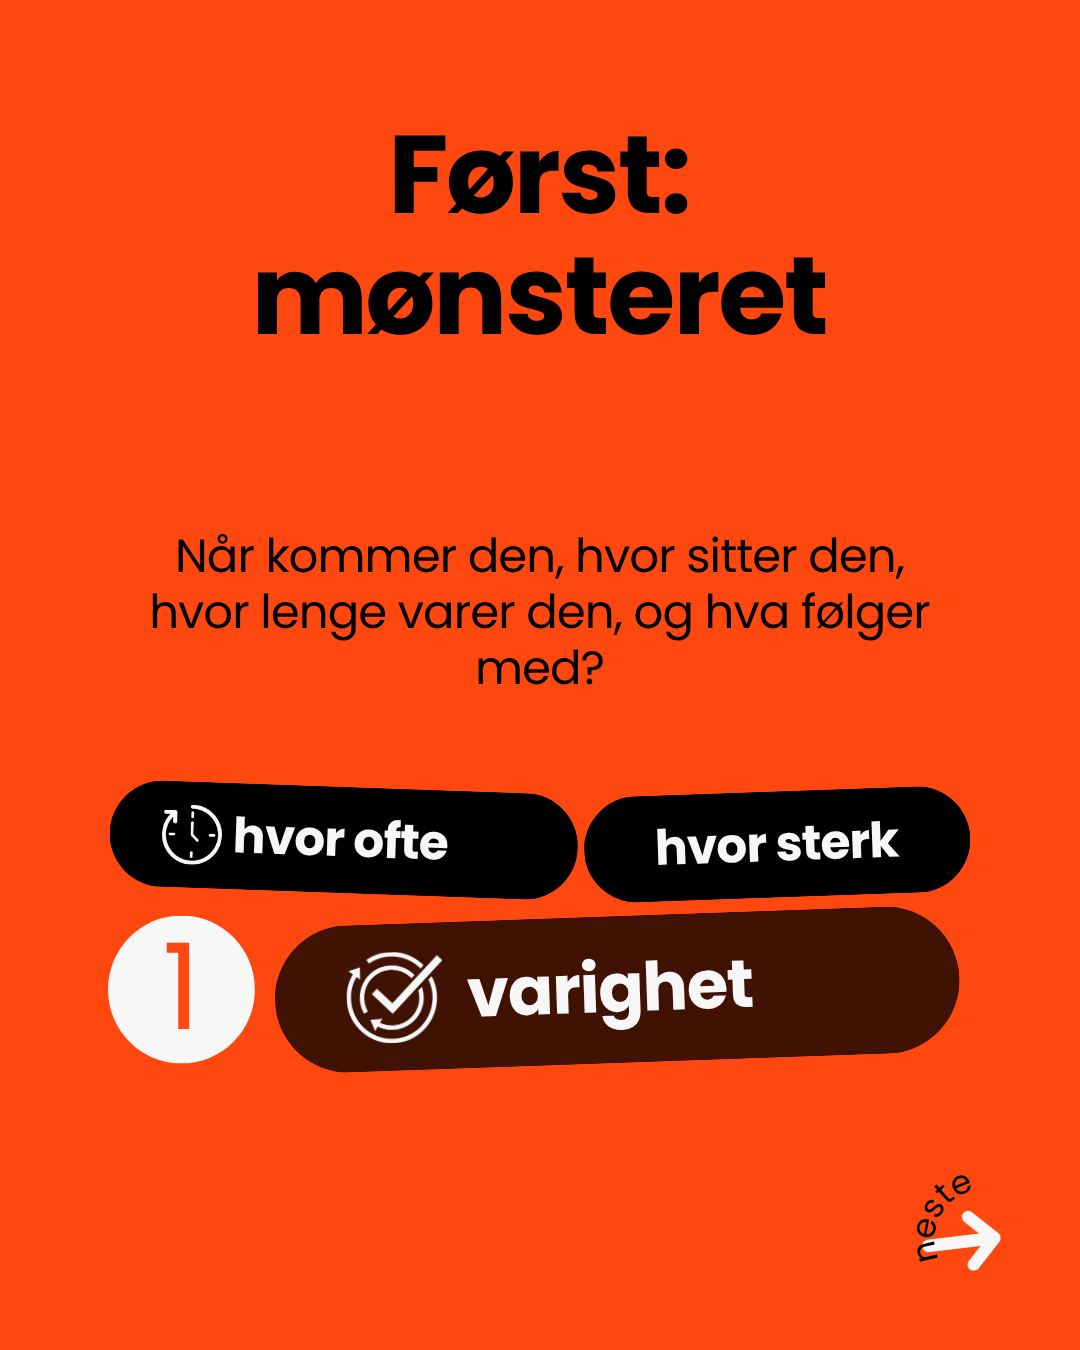 Først:
mønsteret
Når kommer den, hvor sitter den,
hvor lenge varer den, og hva følger
med?
hvor ofte
hvor sterk
1
varighet
neste